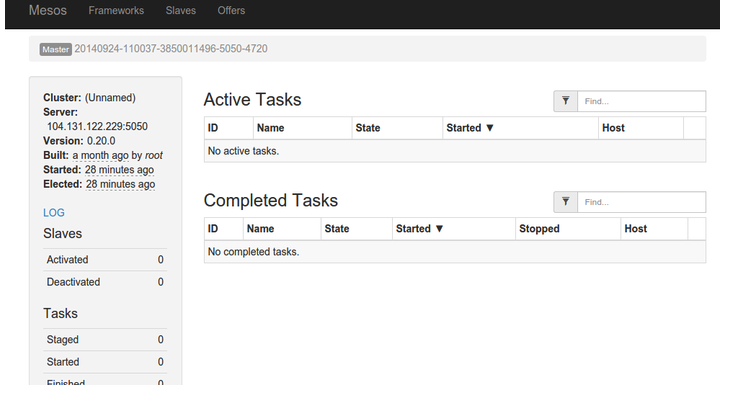 Mesos Frameworks Slaves Offers
Master 20140924-110037-3850011496-5050-4720
Cluster: (Unnamed)
Server:
104.131.122.229:5050
Version: 0.20.0
Built: a month ago by root
Started: 28 minutes ago
Elected: 28 minutes ago
LOG
Slaves
Activated 0
Deactivated 0
Tasks
Staged 0
Started 0
Finished 0
Active Tasks
Find...
ID Name State Started ▼ Host
No active tasks.
Completed Tasks
Find...
ID Name State Started ▼ Stopped Host
No completed tasks.